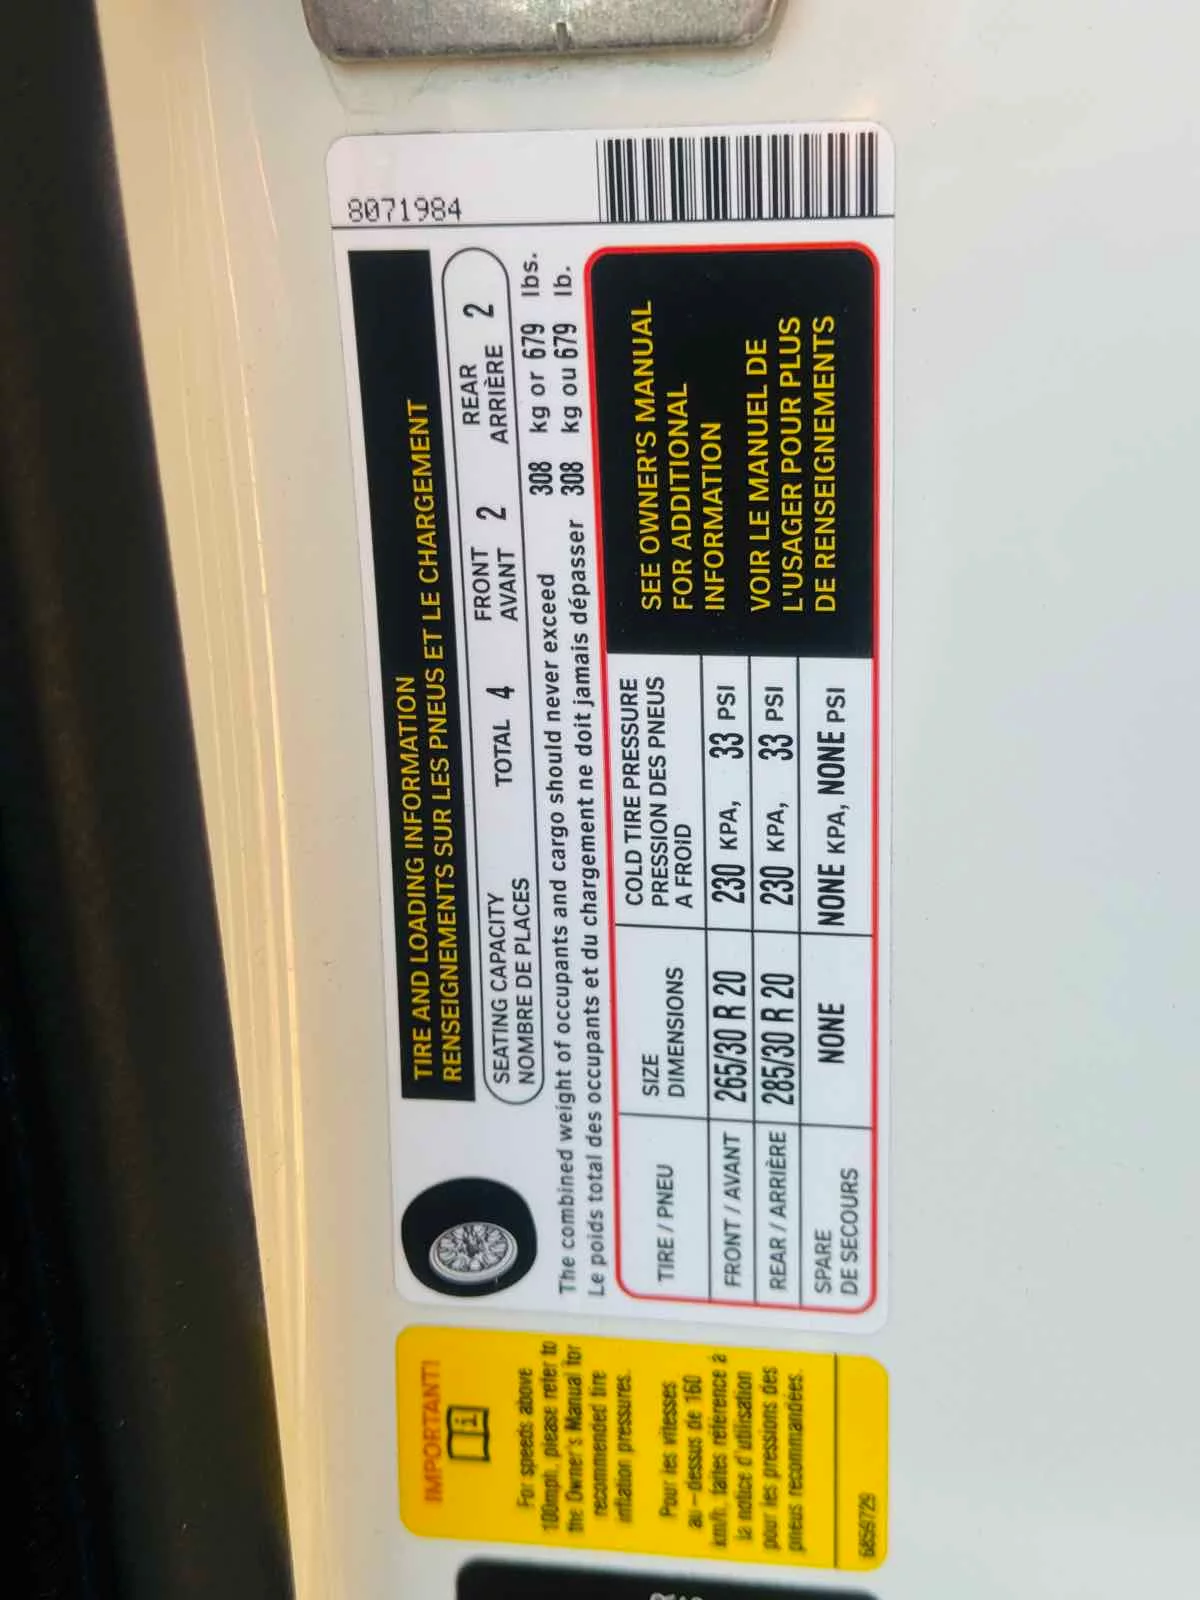 8071984
TIRE AND LOADING INFORMATION
RENSEIGNEMENTS SUR LES PNEUS ET LE CHARGEMENT
SEATING CAPACITY
NOMBRE DE PLACES
TOTAL 4
FRONT
AVANT 2
REAR
ARRIÈRE 2
The combined weight of occupants and cargo should never exceed 308 kg or 679 lbs.
Le poids total des occupants et du chargement ne doit jamais dépasser 308 kg ou 679 lb.
TIRE / PNEU
SIZE
DIMENSIONS
COLD TIRE PRESSURE
PRESSION DES PNEUS
A FROID
FRONT / AVANT 265/30 R 20 230 KPA, 33 PSI
REAR / ARRIÈRE 285/30 R 20 230 KPA, 33 PSI
SPARE
DE SECOURS
NONE NONE KPA, NONE PSI
SEE OWNER'S MANUAL
FOR ADDITIONAL
INFORMATION
VOIR LE MANUEL DE
L'USAGER POUR PLUS
DE RENSEIGNEMENTS
IMPORTANT!
i
For speeds above
100mph, please refer to
the Owner's Manual for
recommended tire
inflation pressures.
Pour les vitesses
au-dessus de 160
km/h, faites référence à
la notice d'utilisation
pour les pressions des
pneus recommandées.
6856729